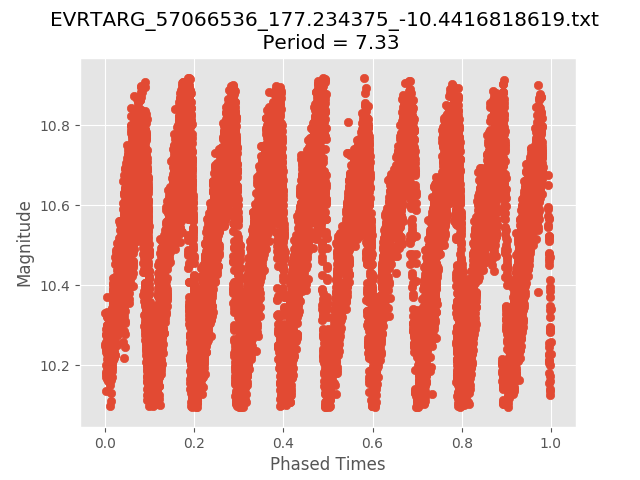 EVRTARG_57066536_177.234375_-10.4416818619.txt
Period = 7.33
10.8
10.6
10.4
10.2
Magnitude
0.0 0.2 0.4 0.6 0.8 1.0
Phased Times